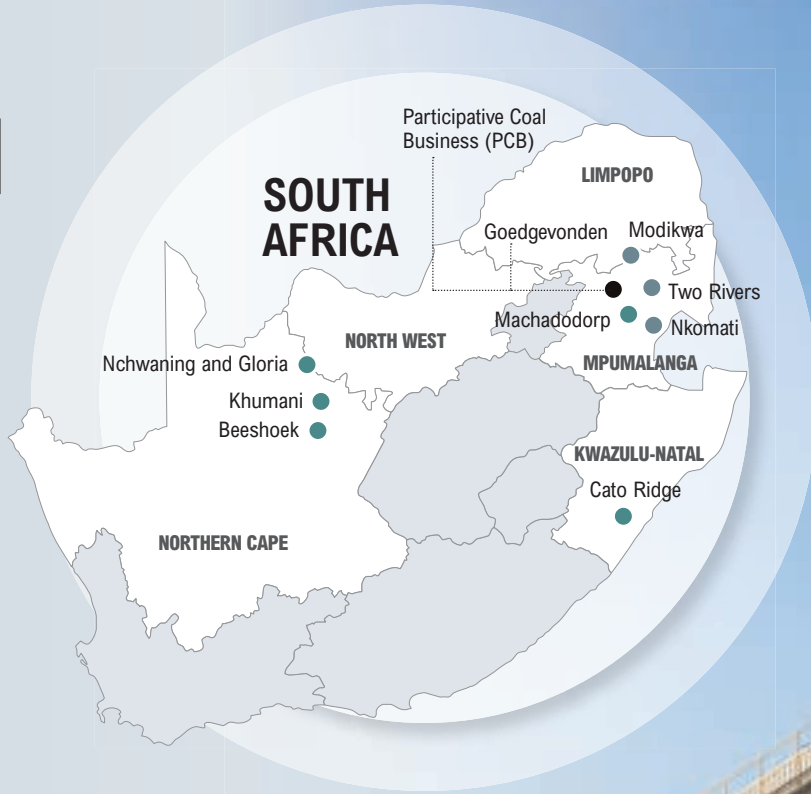 Participative Coal
Business (PCB)
LIMPOPO
SOUTH
AFRICA
Goedgevonden
Modikwa
Two Rivers
Machadodorp
Nkomati
NORTH WEST
MPUMALANGA
Nchwaning and Gloria
Khumani
Beeshoek
KWAZULU-NATAL
Cato Ridge
NORTHERN CAPE